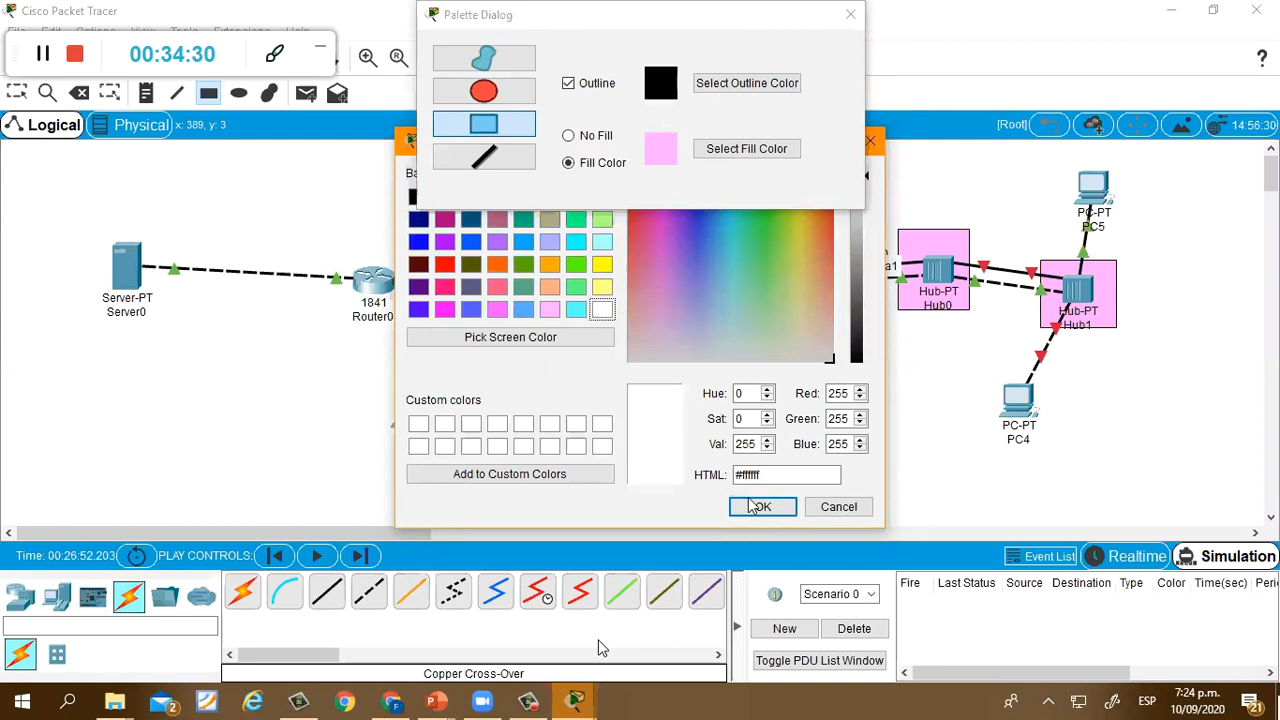 Cisco Packet Tracer
Palette Dialog
00:34:30
Outline
Select Outline Color
No Fill
Fill Color
Select Fill Color
Logical
Physical
x: 389, y: 3
[Root]
14:56:30
Ba
PC-PT
PC5
Server-PT
Server0
1841
Router0
a1
Hub-PT
Hub0
Hub-PT
Hub1
PC-PT
PC4
Pick Screen Color
Custom colors
Add to Custom Colors
Hue: 0
Red: 255
Sat: 0
Green: 255
Val: 255
Blue: 255
HTML: #ffffff
OK
Cancel
Time: 00:26:52.203
PLAY CONTROLS:
Event List
Realtime
Simulation
Scenario 0
New
Delete
Toggle PDU List Window
Fire
Last Status
Source
Destination
Type
Color
Time(sec)
Peri
Copper Cross-Over
2
ESP
7:24 p.m.
10/09/2020
21